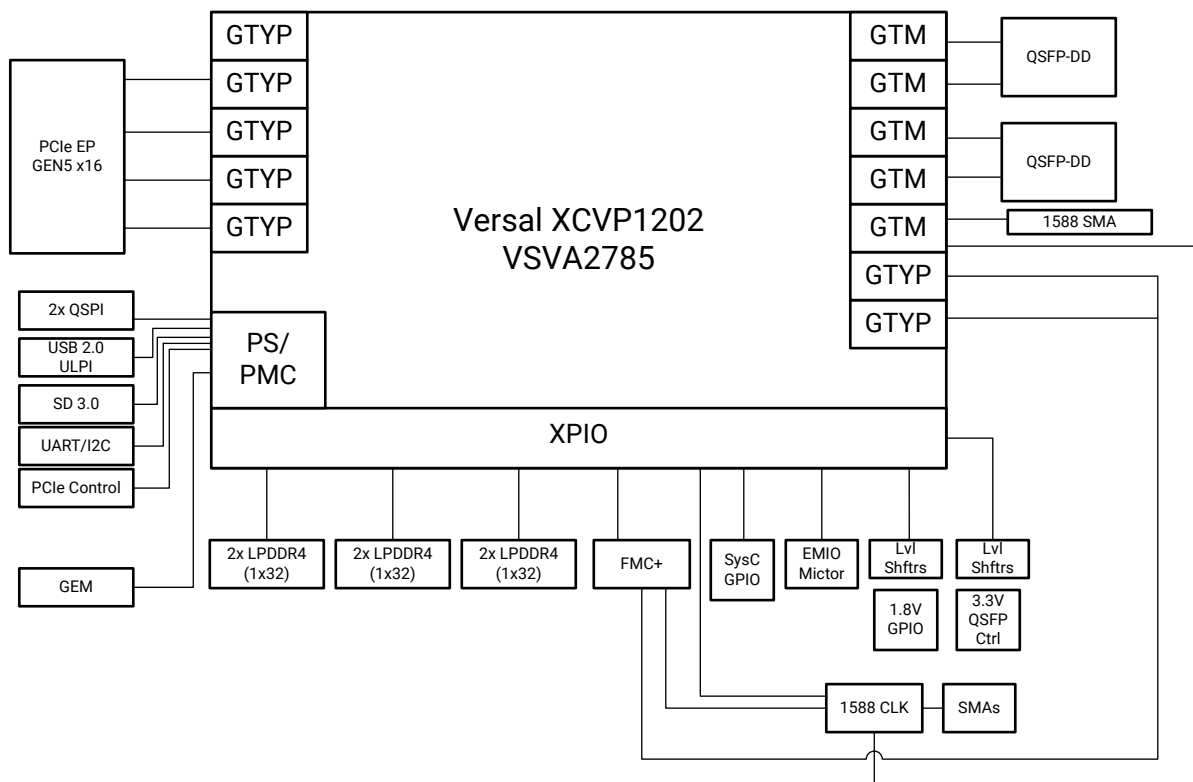 GTYP
GTYP
GTYP
GTYP
GTYP
PCIe EP
GEN5 x16
Versal XCVP1202
VSVA2785
GTM
GTM
GTM
GTM
GTM
GTYP
GTYP
QSFP-DD
QSFP-DD
1588 SMA
2x QSPI
USB 2.0
ULPI
SD 3.0
UART/I2C
PCIe Control
GEM
PS/
PMC
XPIO
2x LPDDR4
(1x32)
2x LPDDR4
(1x32)
2x LPDDR4
(1x32)
FMC+
SysC
GPIO
EMIO
Mictor
Lvl
Shftrs
Lvl
Shftrs
1.8V
GPIO
3.3V
QSFP
Ctrl
1588 CLK
SMAs